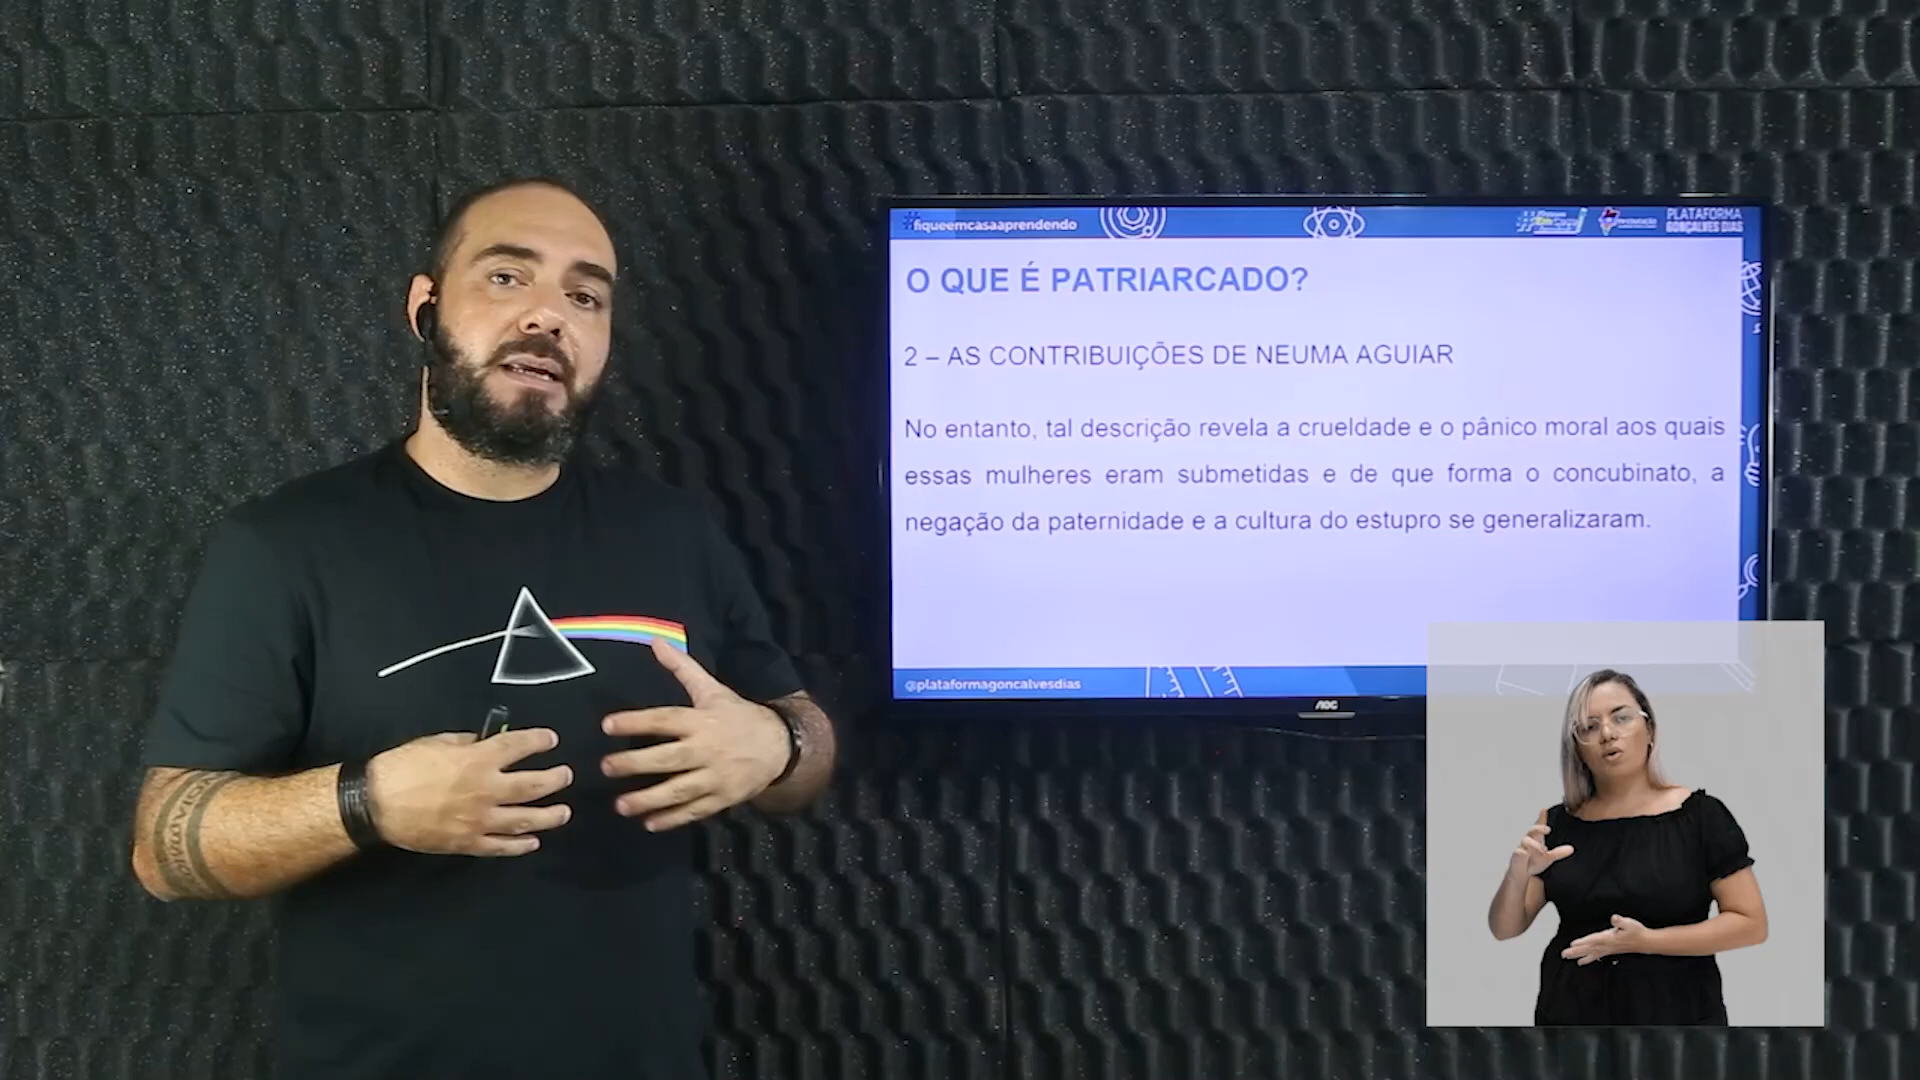 #fiqueemcasaaprendendo
PLATAFORMA
GONÇALVES DIAS
O QUE É PATRIARCADO?
2 – AS CONTRIBUIÇÕES DE NEUMA AGUIAR
No entanto, tal descrição revela a crueldade e o pânico moral aos quais
essas mulheres eram submetidas e de que forma o concubinato, a
negação da paternidade e a cultura do estupro se generalizaram.
@plataformagoncalvesdias
AOC